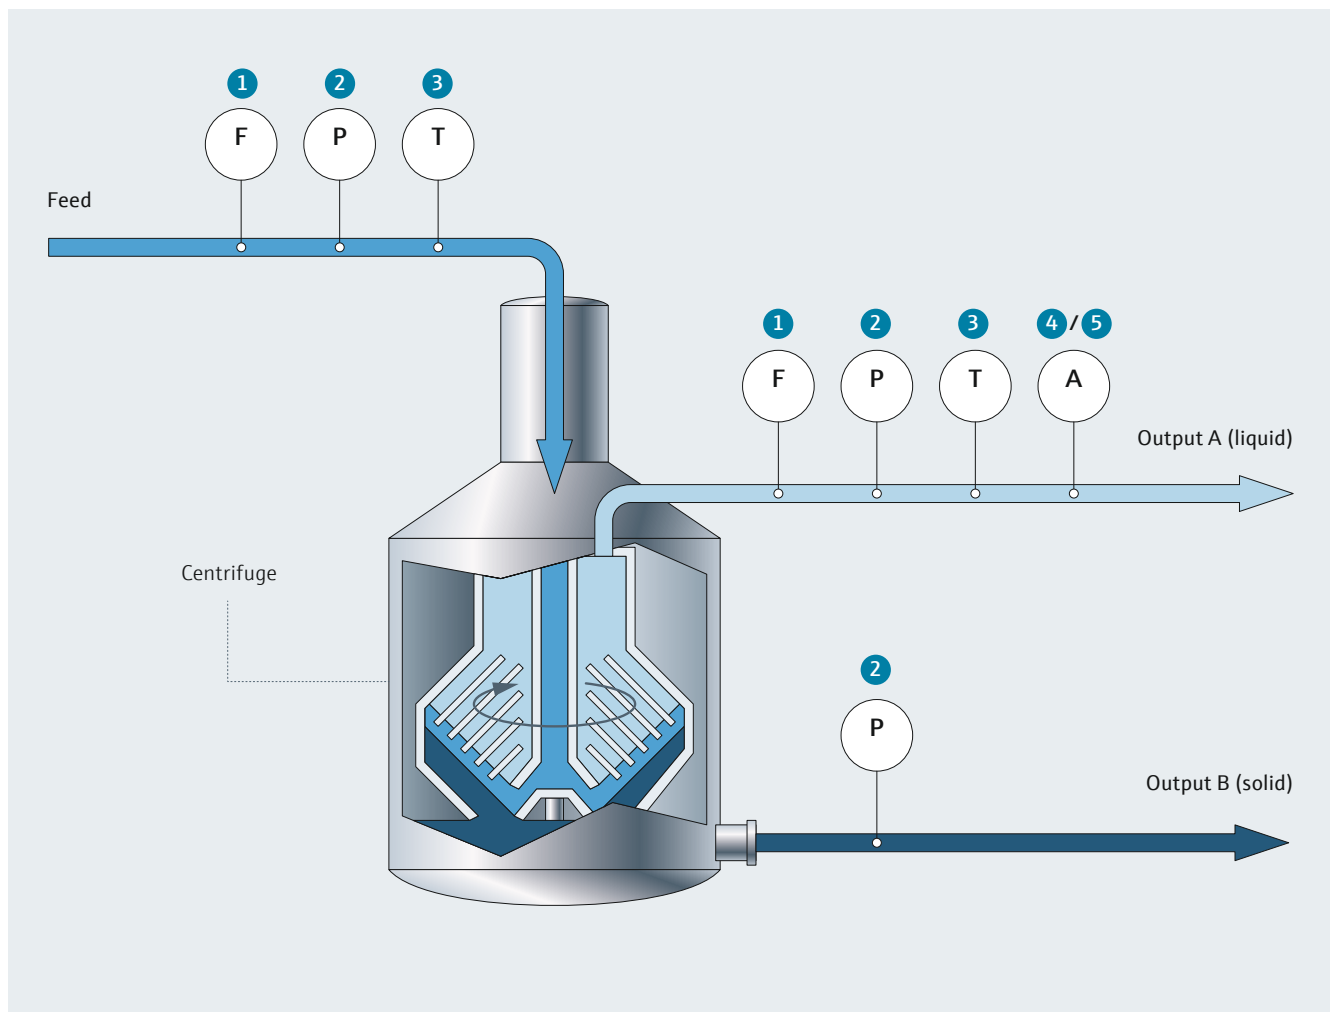 1 2 3
F P T
Feed
1 2 3 4 / 5
F P T A
Output A (liquid)
Centrifuge
2
P
Output B (solid)